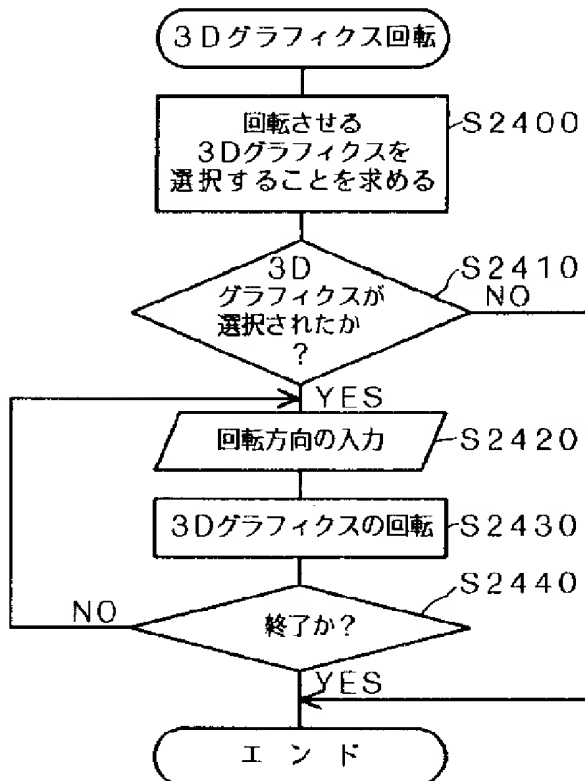 3Dグラフィクス回転
回転させる
3Dグラフィクスを
選択することを求める
S2400
3D
グラフィクスが
選択されたか
?
S2410
NO
YES
回転方向の入力
S2420
3Dグラフィクスの回転
S2430
S2440
NO
終了か?
YES
エンド